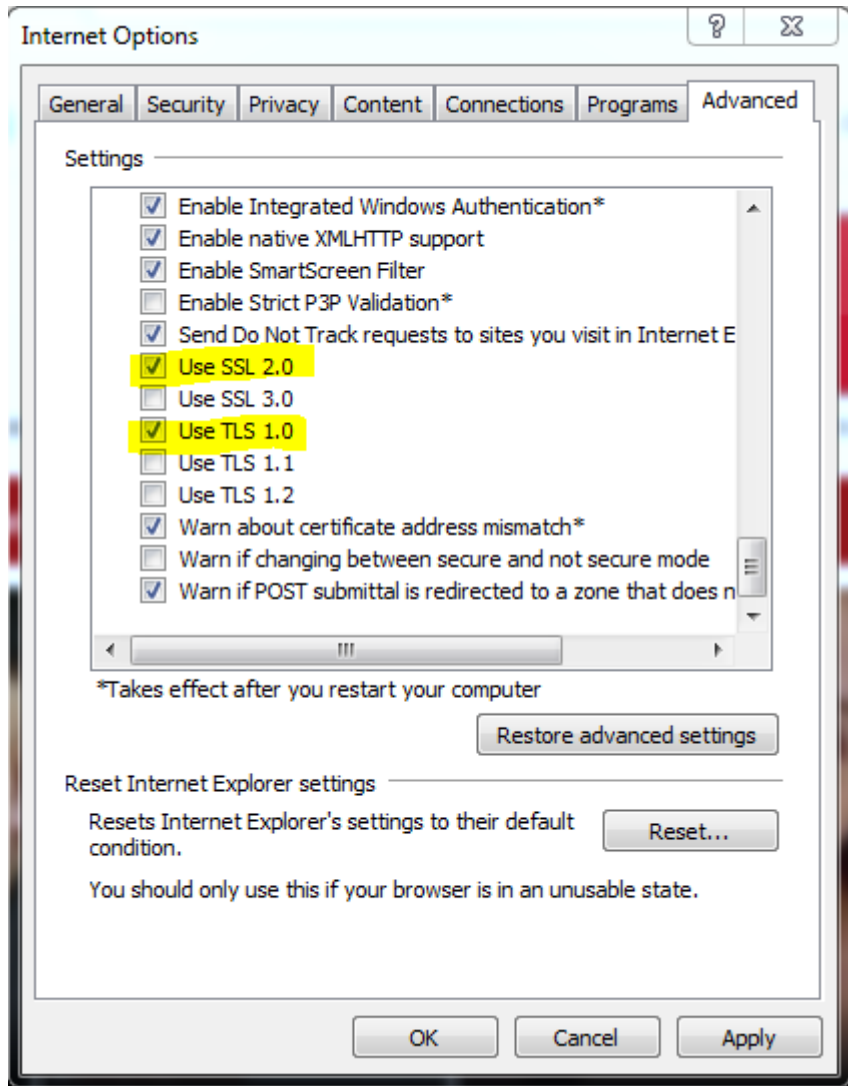 Internet Options
General Security Privacy Content Connections Programs Advanced
Settings
Enable Integrated Windows Authentication*
Enable native XMLHTTP support
Enable SmartScreen Filter
Enable Strict P3P Validation*
Send Do Not Track requests to sites you visit in Internet E
Use SSL 2.0
Use SSL 3.0
Use TLS 1.0
Use TLS 1.1
Use TLS 1.2
Warn about certificate address mismatch*
Warn if changing between secure and not secure mode
Warn if POST submittal is redirected to a zone that does n
*Takes effect after you restart your computer
Restore advanced settings
Reset Internet Explorer settings
Resets Internet Explorer's settings to their default
condition.
Reset...
You should only use this if your browser is in an unusable state.
OK Cancel Apply